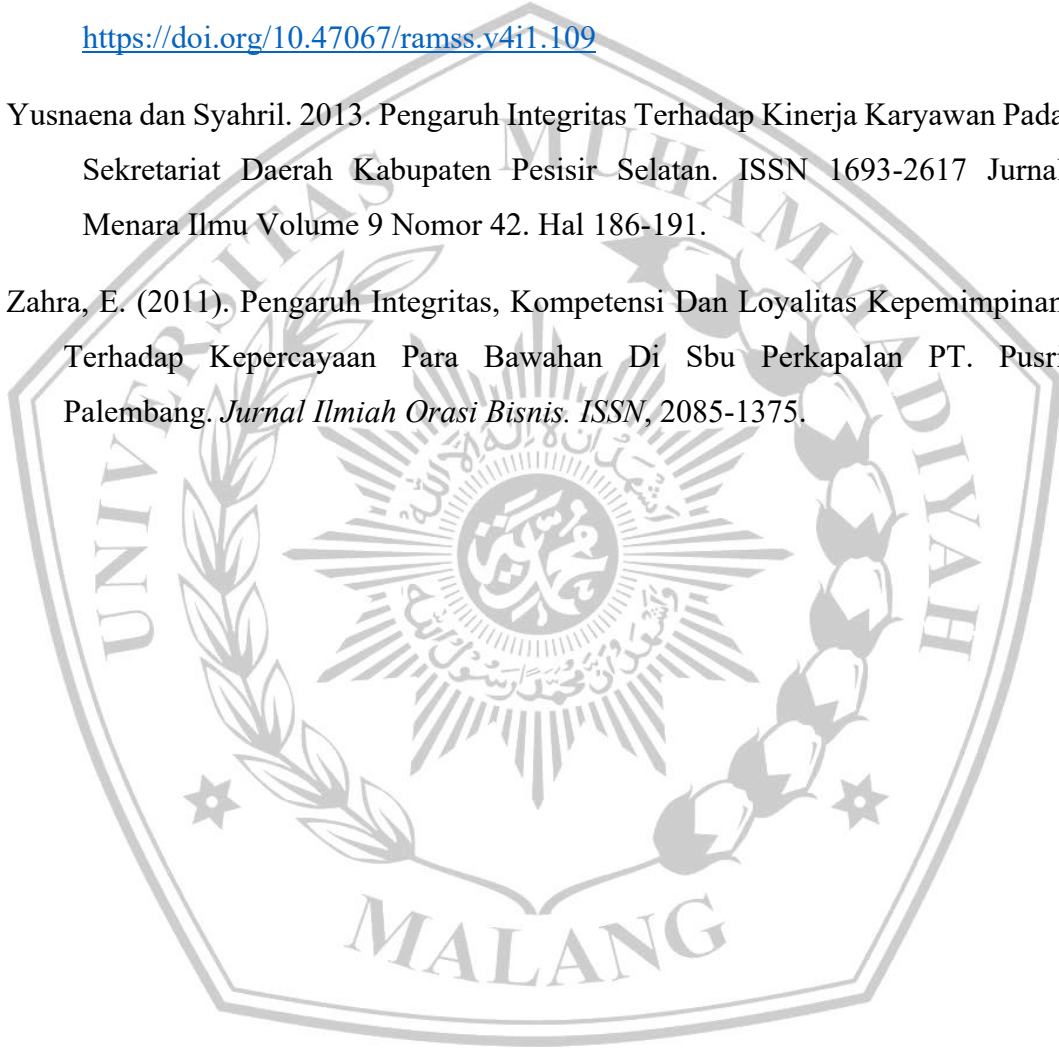 https://doi.org/10.47067/ramss.v4i1.109
Yusnaena dan Syahril. 2013. Pengaruh Integritas Terhadap Kinerja Karyawan Pada
Sekretariat Daerah Kabupaten Pesisir Selatan. ISSN 1693-2617 Jurnal
Menara Ilmu Volume 9 Nomor 42. Hal 186-191.
Zahra, E. (2011). Pengaruh Integritas, Kompetensi Dan Loyalitas Kepemimpinan
Terhadap Kepercayaan Para Bawahan Di Sbu Perkapalan PT. Pusri
Palembang. Jurnal Ilmiah Orasi Bisnis. ISSN, 2085-1375.
UNIVERSITAS MUHAMMADIYAH
MALANG